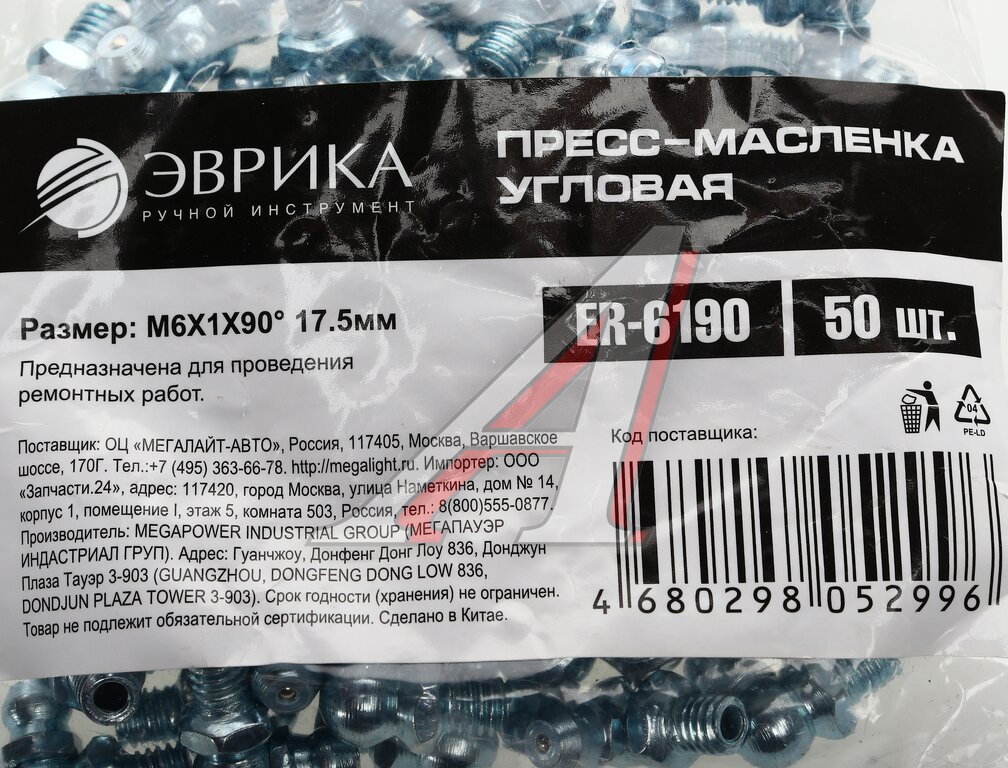 ЭВРИКА
РУЧНОЙ ИНСТРУМЕНТ
ПРЕСС-МАСЛЕНКА
УГЛОВАЯ
Размер: М6Х1Х90° 17.5мм
Предназначена для проведения
ремонтных работ.
ER-6190
50 шт.
04
PE-LD
Поставщик: ОЦ «МЕГАЛАЙТ-АВТО», Россия, 117405, Москва, Варшавское
шоссе, 170Г. Тел.:+7 (495) 363-66-78. http://megalight.ru. Импортер: ООО
«Запчасти.24», адрес: 117420, город Москва, улица Наметкина, дом № 14,
корпус 1, помещение I, этаж 5, комната 503, Россия, тел.: 8(800)555-0877.
Производитель: MEGAPOWER INDUSTRIAL GROUP (МЕГАПАУЭР
ИНДАСТРИАЛ ГРУП). Адрес: Гуанчжоу, Донфенг Донг Лоу 836, Донджун
Плаза Тауэр 3-903 (GUANGZHOU, DONGFENG DONG LOW 836,
DONDJUN PLAZA TOWER 3-903). Срок годности (хранения) не ограничен.
Товар не подлежит обязательной сертификации. Сделано в Китае.
Код поставщика:
4 680298 052996